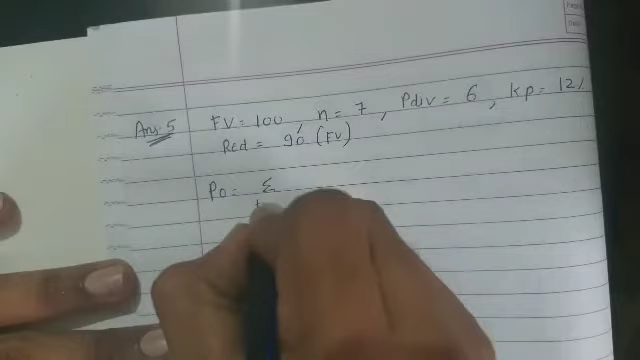 Ans. 5 FV = 100, n = 7, Pdiv = 6, kp = 12%
Red = 90 (FV)
P0 = Σ